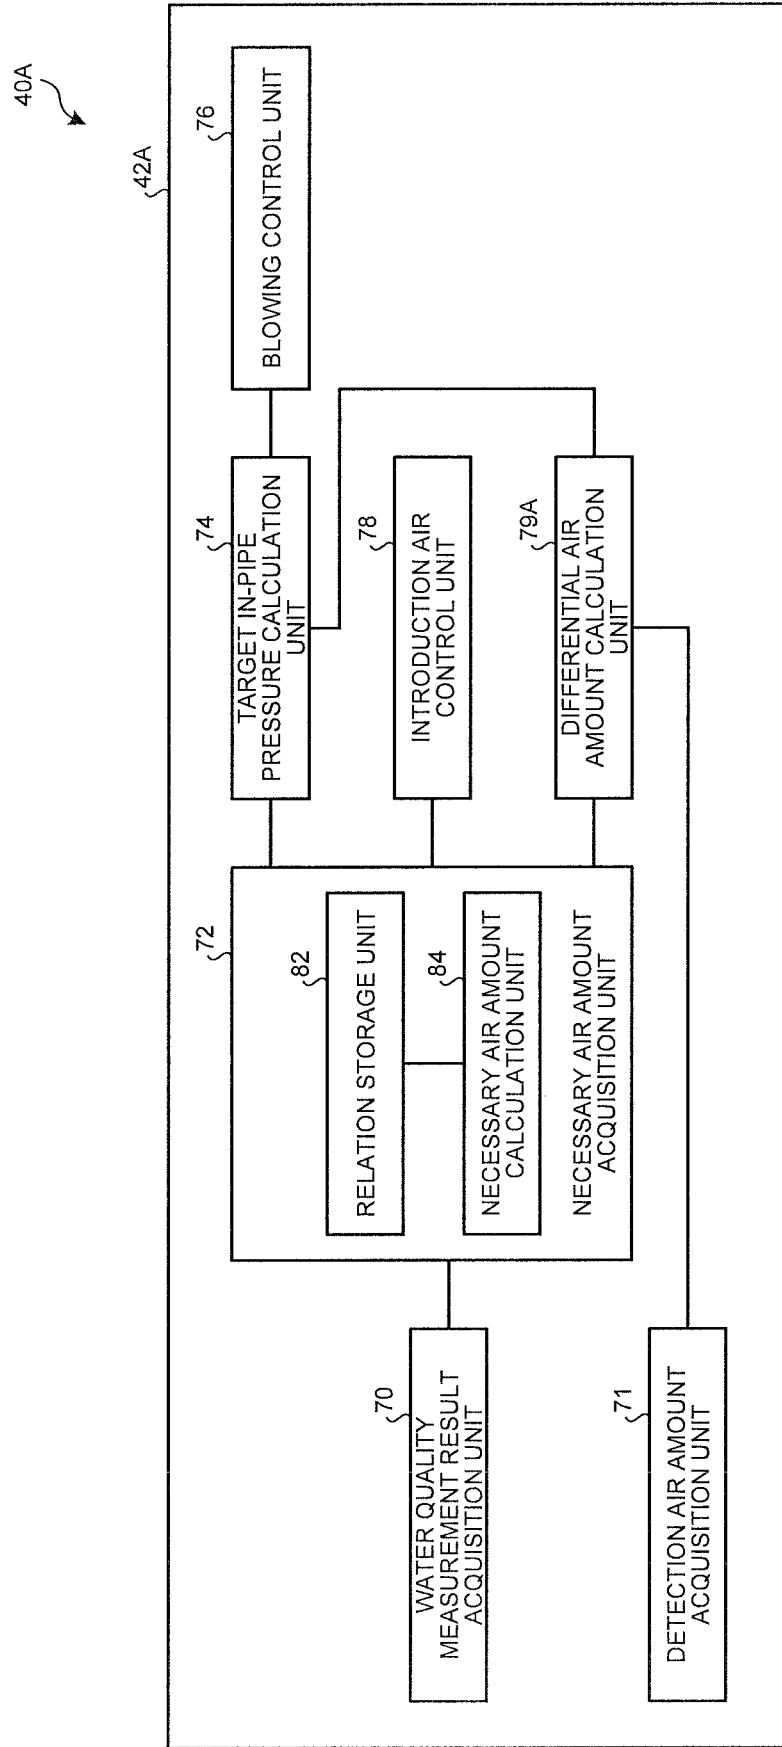 40A
42A
70
WATER QUALITY
MEASUREMENT RESULT
ACQUISITION UNIT
71
DETECTION AIR AMOUNT
ACQUISITION UNIT
72
82
RELATION STORAGE UNIT
84
NECESSARY AIR AMOUNT
CALCULATION UNIT
NECESSARY AIR AMOUNT
ACQUISITION UNIT
74
TARGET IN-PIPE
PRESSURE CALCULATION
UNIT
78
INTRODUCTION AIR
CONTROL UNIT
79A
DIFFERENTIAL AIR
AMOUNT CALCULATION
UNIT
76
BLOWING CONTROL UNIT